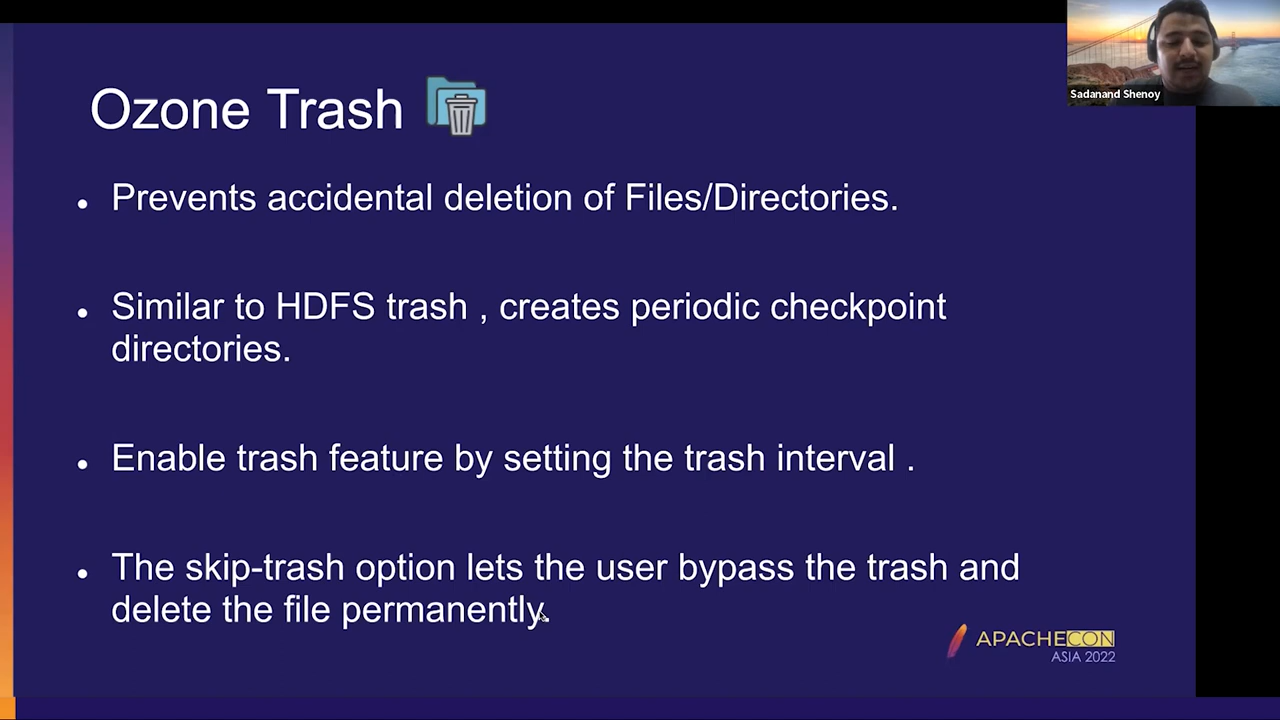 Sadanand Shenoy
Ozone Trash
Prevents accidental deletion of Files/Directories.
Similar to HDFS trash , creates periodic checkpoint
directories.
Enable trash feature by setting the trash interval .
The skip-trash option lets the user bypass the trash and
delete the file permanently.
APACHECON
ASIA 2022